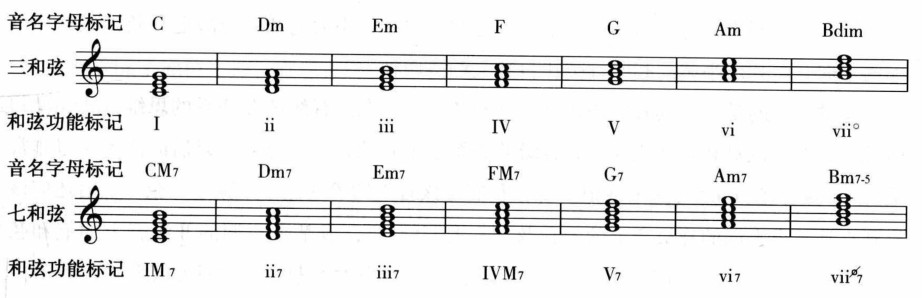 音名字母标记 C Dm Em F G Am Bdim
三和弦
和弦功能标记 I ii iii IV V vi vii°
音名字母标记 CM7 Dm7 Em7 FM7 G7 Am7 Bm7-5
七和弦
和弦功能标记 IM7 ii7 iii7 IVM7 V7 vi7 viiø7